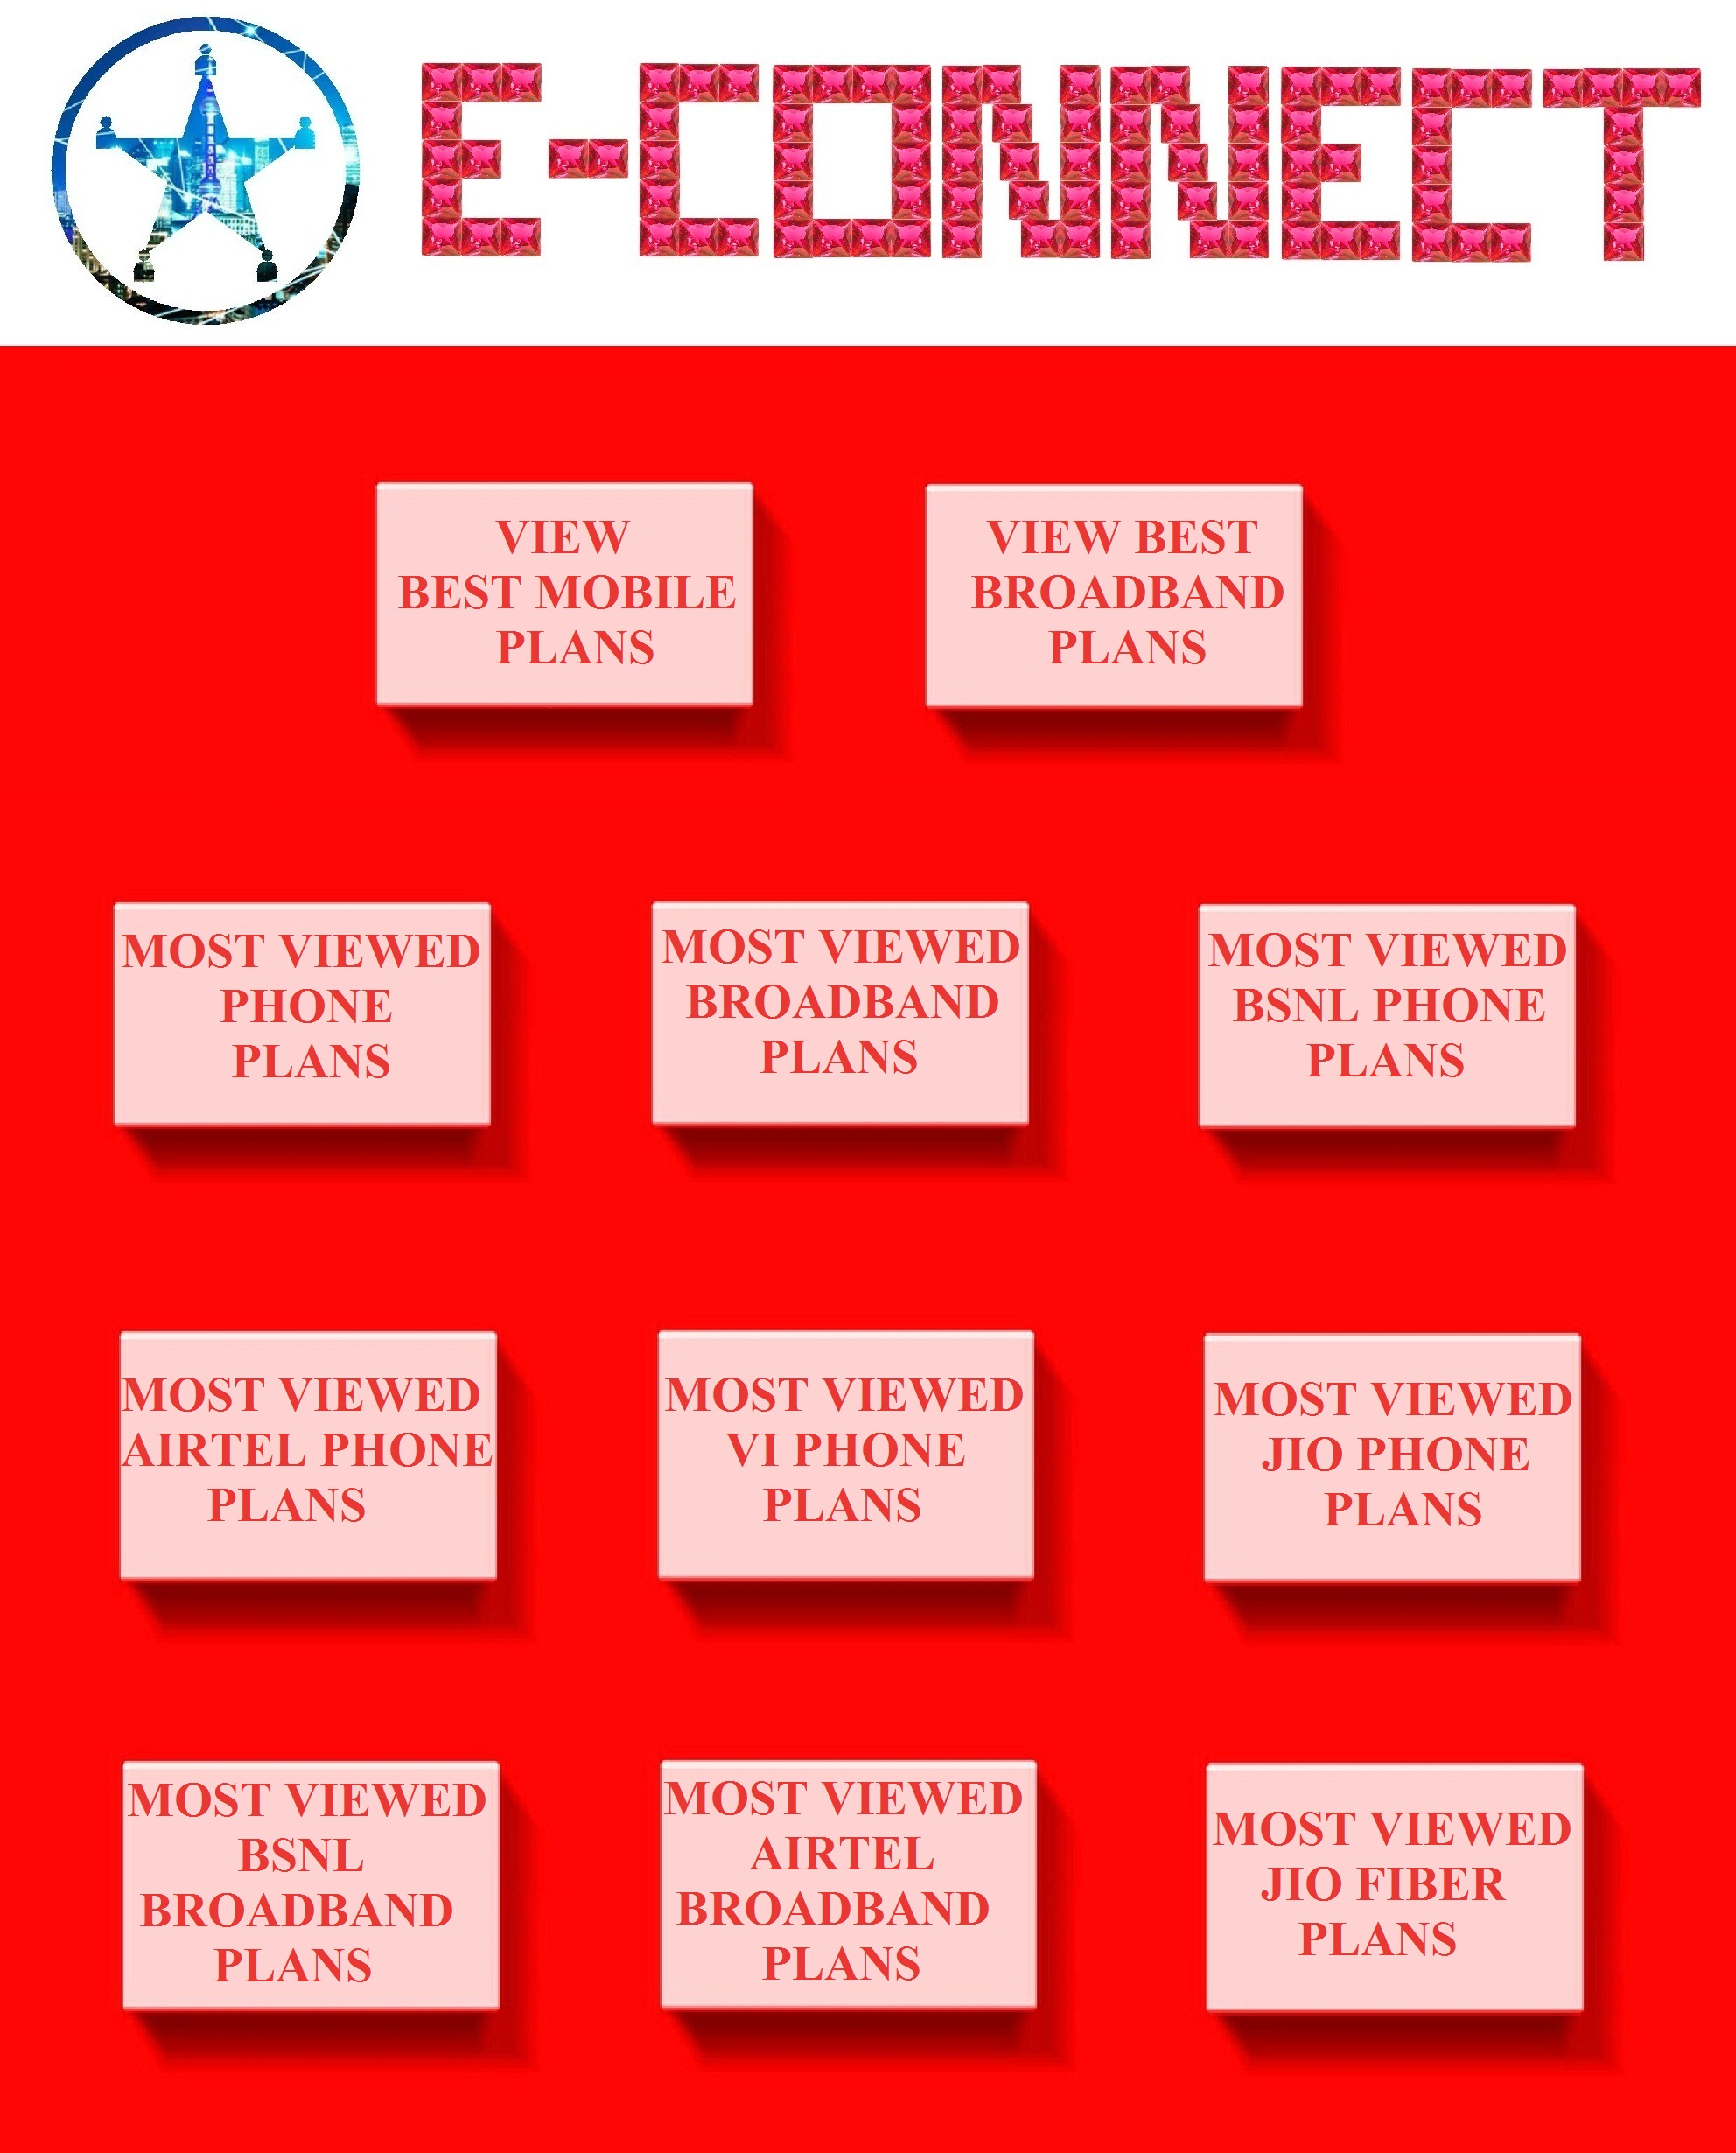 E-CONNECT
VIEW
BEST MOBILE
PLANS
VIEW BEST
BROADBAND
PLANS
MOST VIEWED
PHONE
PLANS
MOST VIEWED
BROADBAND
PLANS
MOST VIEWED
BSNL PHONE
PLANS
MOST VIEWED
AIRTEL PHONE
PLANS
MOST VIEWED
VI PHONE
PLANS
MOST VIEWED
JIO PHONE
PLANS
MOST VIEWED
BSNL
BROADBAND
PLANS
MOST VIEWED
AIRTEL
BROADBAND
PLANS
MOST VIEWED
JIO FIBER
PLANS